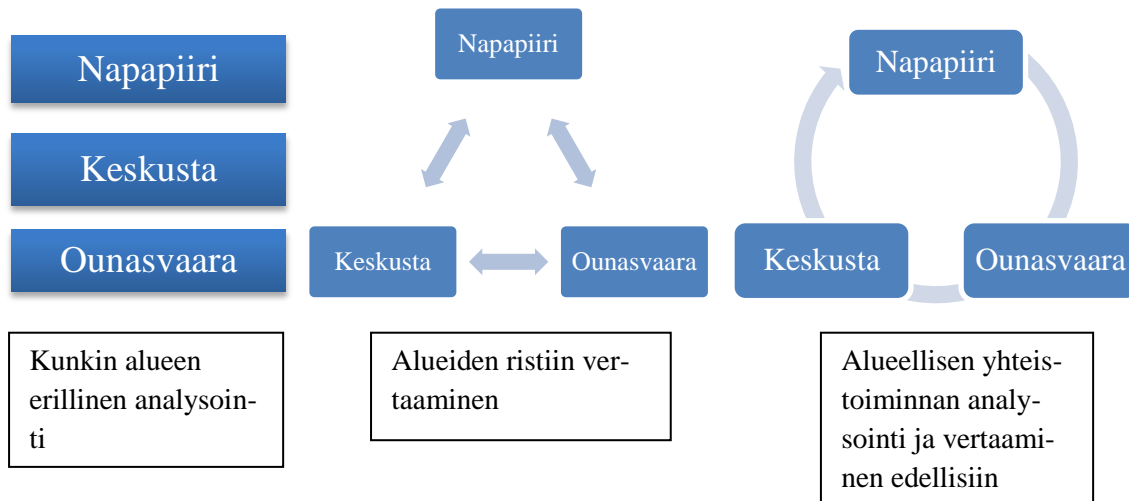 Napapiiri
Keskusta
Ounasvaara
Kunkin alueen
erillinen analysoin-
ti
Napapiiri
Keskusta
Ounasvaara
Alueiden ristiin ver-
taaminen
Napapiiri
Keskusta
Ounasvaara
Alueellisen yhteis-
toiminnan analy-
sointi ja vertaami-
nen edellisiin